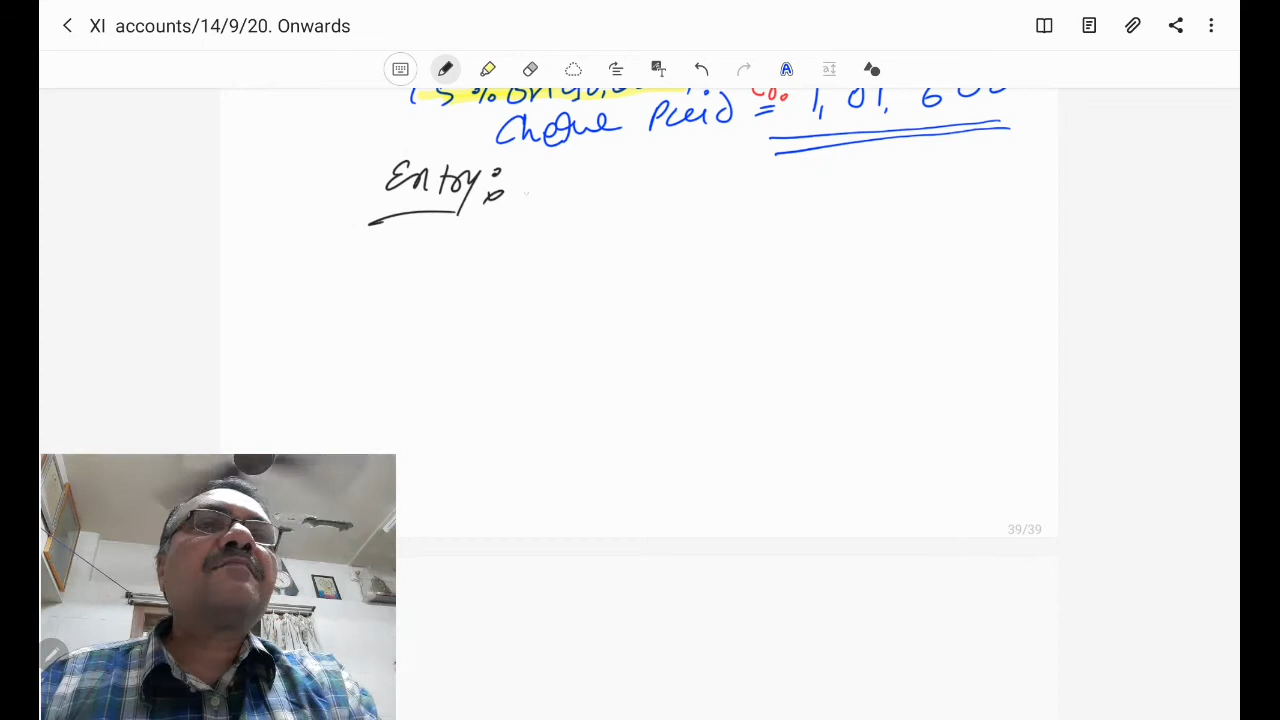 XI accounts/14/9/20. Onwards
Cheque Paid = 1,01,600
Entry:
39/39